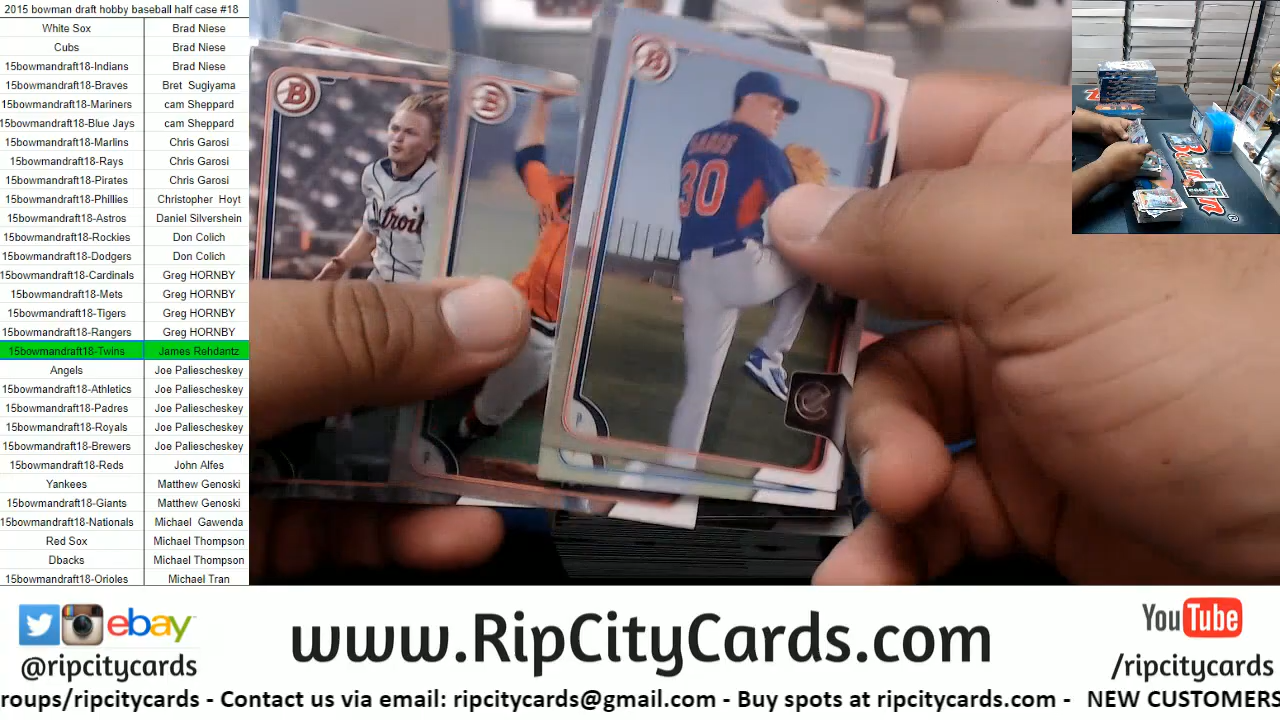 2015 bowman draft hobby baseball half case #18
White Sox Brad Niese
Cubs Brad Niese
15bowmandraft18-Indians Brad Niese
15bowmandraft18-Braves Bret Sugiyama
15bowmandraft18-Mariners cam Sheppard
15bowmandraft18-Blue Jays cam Sheppard
15bowmandraft18-Marlins Chris Garosi
15bowmandraft18-Rays Chris Garosi
15bowmandraft18-Pirates Chris Garosi
15bowmandraft18-Phillies Christopher Hoyt
15bowmandraft18-Astros Daniel Silvershein
15bowmandraft18-Rockies Don Colich
15bowmandraft18-Dodgers Don Colich
15bowmandraft18-Cardinals Greg HORNBY
15bowmandraft18-Mets Greg HORNBY
15bowmandraft18-Tigers Greg HORNBY
15bowmandraft18-Rangers Greg HORNBY
15bowmandraft18-Twins James Rehdantz
Angels Joe Paliescheskey
15bowmandraft18-Athletics Joe Paliescheskey
15bowmandraft18-Padres Joe Paliescheskey
15bowmandraft18-Royals Joe Paliescheskey
15bowmandraft18-Brewers Joe Paliescheskey
15bowmandraft18-Reds John Alfes
Yankees Matthew Genoski
15bowmandraft18-Giants Matthew Genoski
15bowmandraft18-Nationals Michael Gawenda
Red Sox Michael Thompson
Dbacks Michael Thompson
15bowmandraft18-Orioles Michael Tran
B
Detroit
B
B
30
P
ebay
@ripcitycards
www.RipCityCards.com
YouTube
/ripcitycards
roups/ripcitycards - Contact us via email: ripcitycards@gmail.com - Buy spots at ripcitycards.com - NEW CUSTOMERS